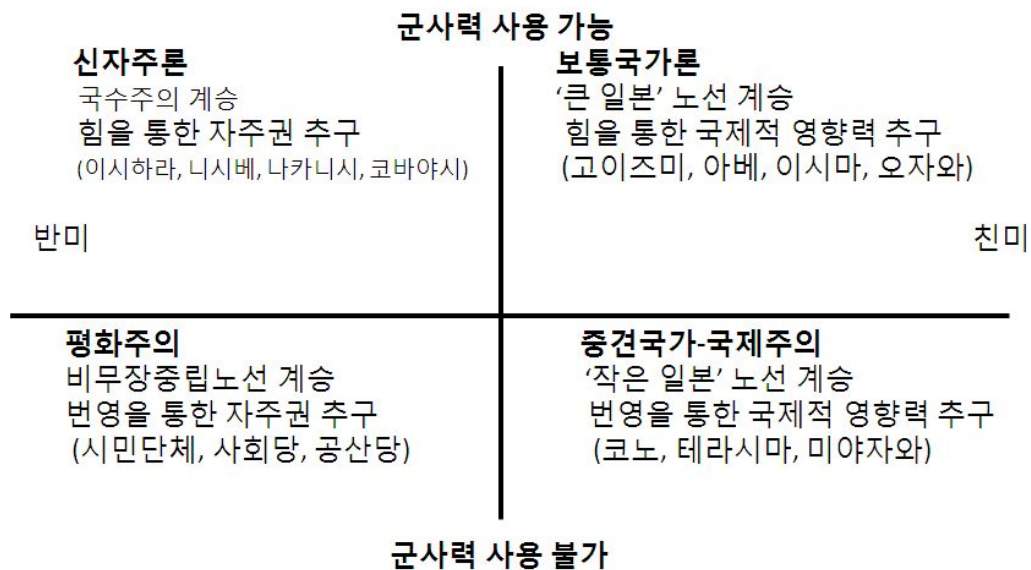 군사력 사용 가능
신자주론
국수주의 계승
힘을 통한 자주권 추구
(이시하라, 니시베, 나카니시, 코바야시)
보통국가론
‘큰 일본’ 노선 계승
힘을 통한 국제적 영향력 추구
(고이즈미, 아베, 이시마, 오자와)
반미
친미
평화주의
비무장중립노선 계승
번영을 통한 자주권 추구
(시민단체, 사회당, 공산당)
중견국가-국제주의
‘작은 일본’ 노선 계승
번영을 통한 국제적 영향력 추구
(코노, 테라시마, 미야자와)
군사력 사용 불가